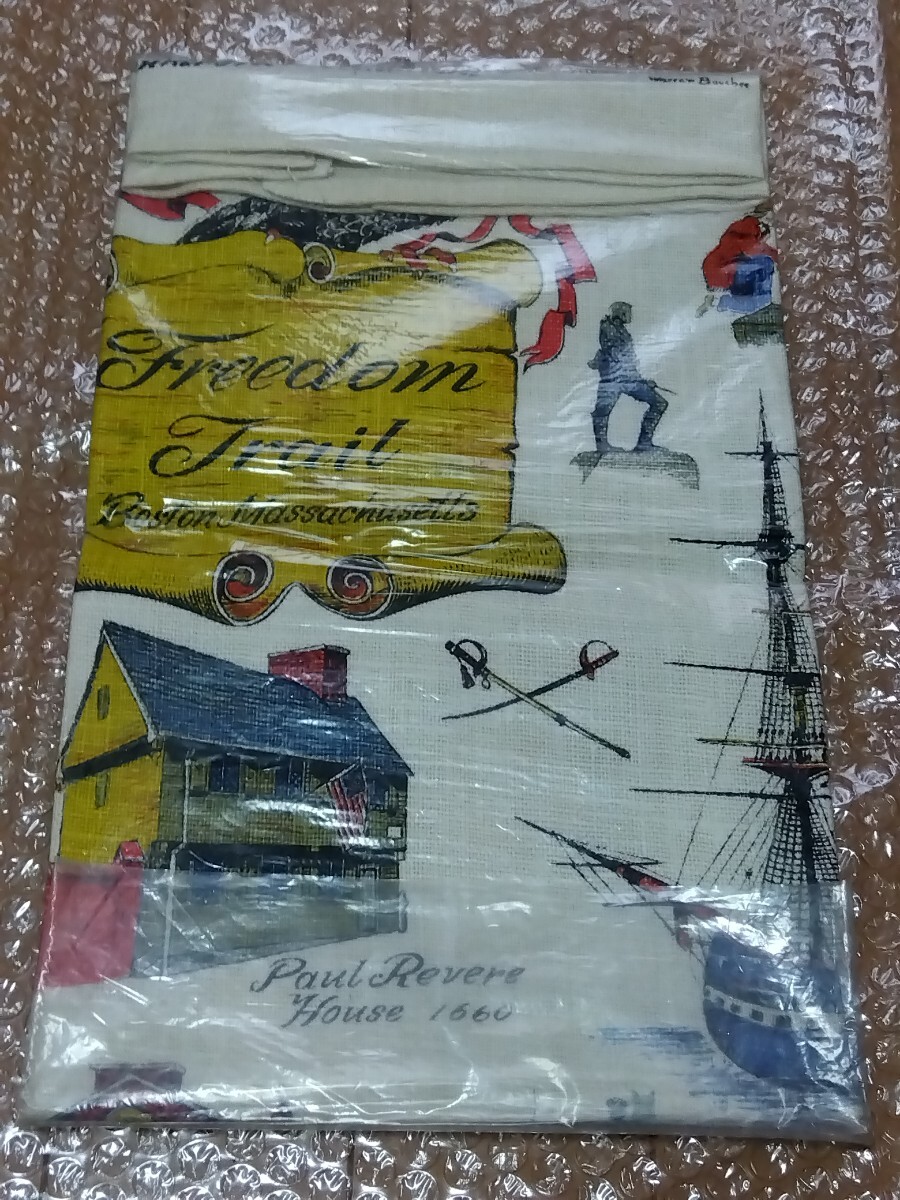 Freedom
Trail
Boston Massachusetts
Paul Revere
House 1660